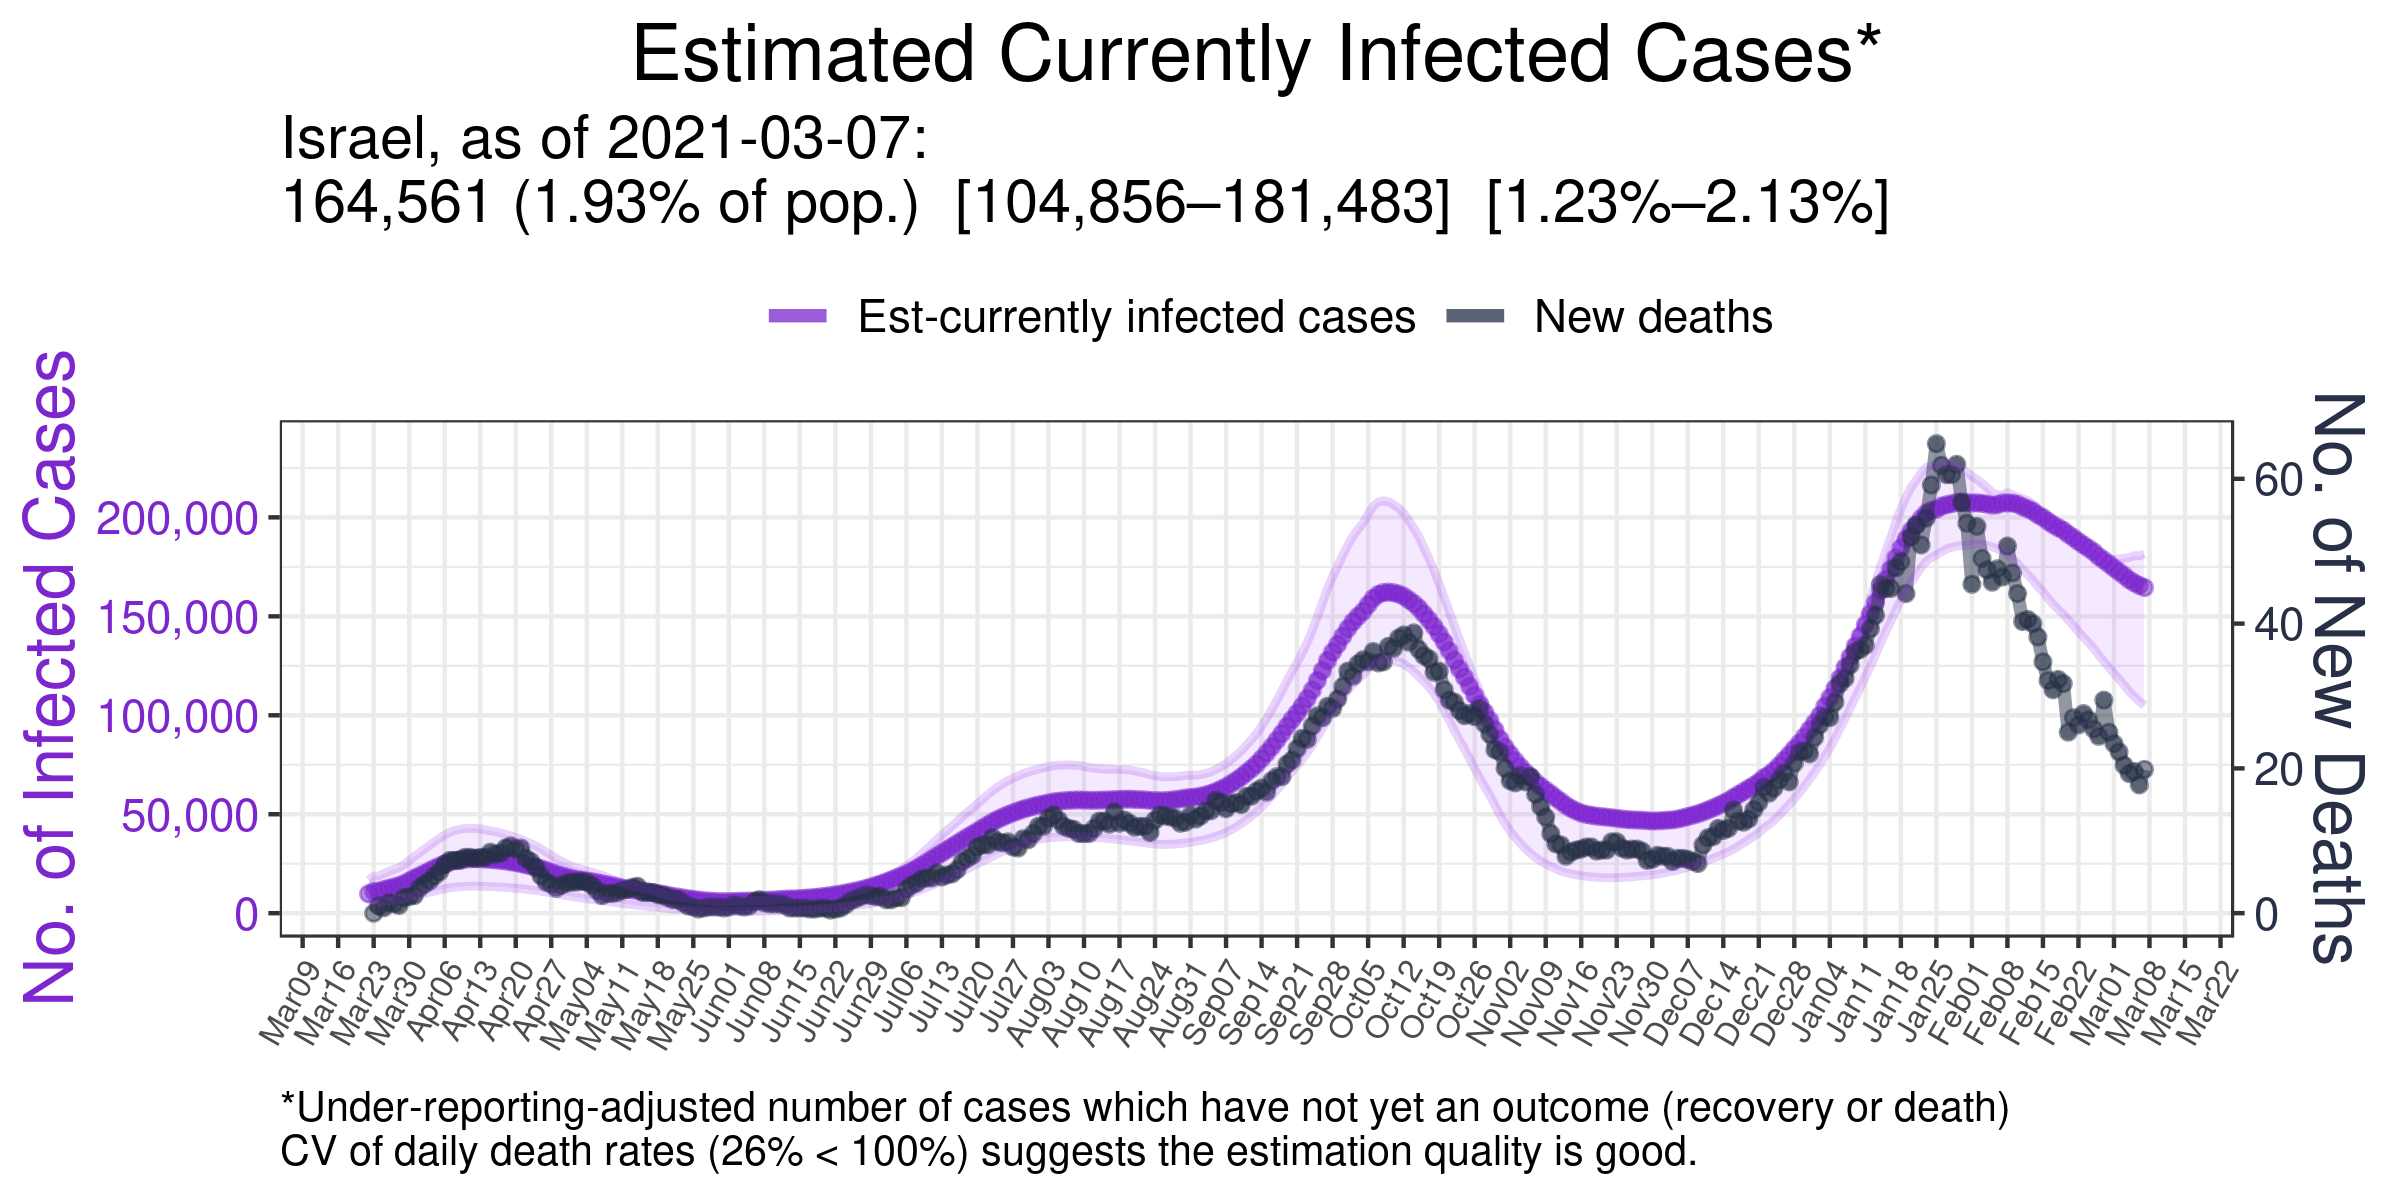 Estimated Currently Infected Cases*
Israel, as of 2021-03-07:
164,561 (1.93% of pop.)  [104,856–181,483]  [1.23%–2.13%]
Est-currently infected cases
New deaths
No. of Infected Cases
200,000
150,000
100,000
50,000
0
60
40
20
0
No. of New Deaths
Mar09
Mar16
Mar23
Mar30
Apr06
Apr13
Apr20
Apr27
May04
May11
May18
May25
Jun01
Jun08
Jun15
Jun22
Jun29
Jul06
Jul13
Jul20
Jul27
Aug03
Aug10
Aug17
Aug24
Aug31
Sep07
Sep14
Sep21
Sep28
Oct05
Oct12
Oct19
Oct26
Nov02
Nov09
Nov16
Nov23
Nov30
Dec07
Dec14
Dec21
Dec28
Jan04
Jan11
Jan18
Jan25
Feb01
Feb08
Feb15
Feb22
Mar01
Mar08
Mar15
Mar22
*Under-reporting-adjusted number of cases which have not yet an outcome (recovery or death)
CV of daily death rates (26% < 100%) suggests the estimation quality is good.